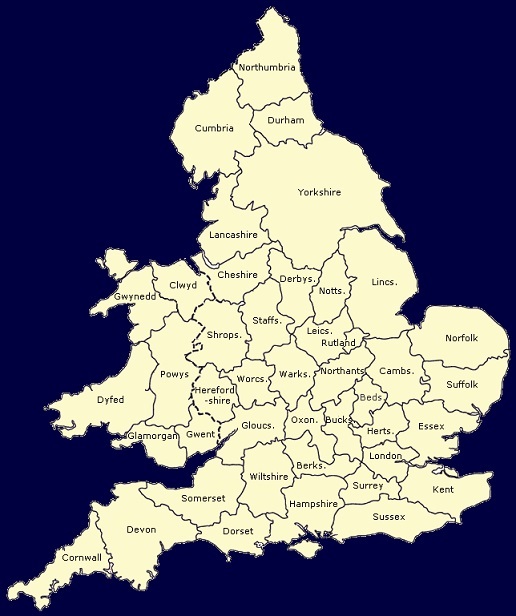 Northumbria
Durham
Cumbria
Yorkshire
Lancashire
Cheshire
Derbys.
Notts.
Lincs.
Clwyd
Gwynedd
Staffs.
Shrops.
Leics.
Rutland
Norfolk
Powys
Worcs.
Warks.
Northants.
Cambs.
Suffolk
Hereford
-shire
Beds
Dyfed
Glamorgan
Gwent
Gloucs.
Oxon.
Bucks
Herts.
Essex
London
Berks.
Wiltshire
Surrey
Kent
Somerset
Hampshire
Sussex
Devon
Dorset
Cornwall